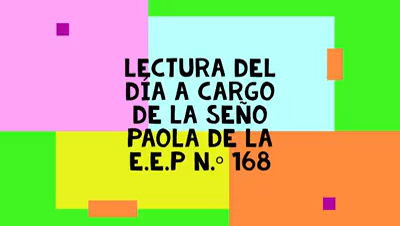 LECTURA DEL
DÍA A CARGO
DE LA SEÑO
PAOLA DE LA
E.E.P N.º 168